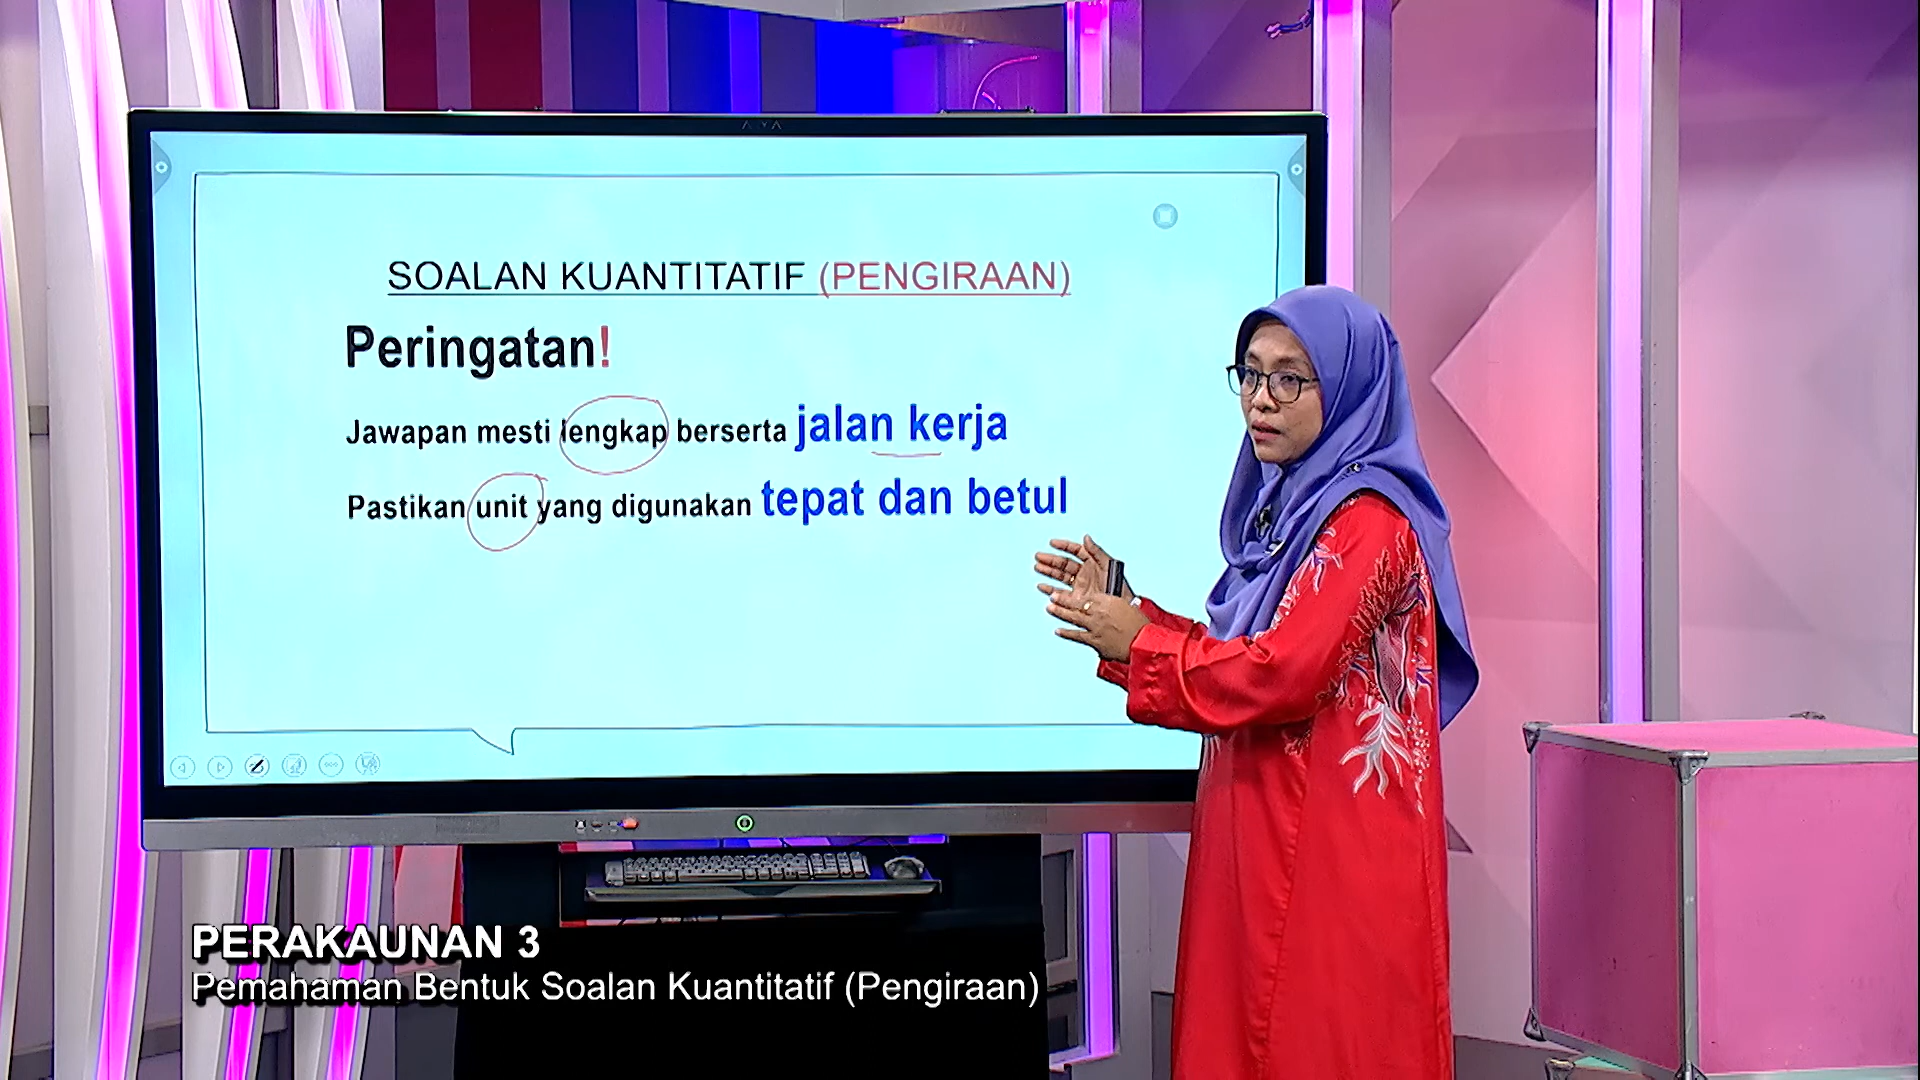 SOALAN KUANTITATIF (PENGIRAAN)
Peringatan!
Jawapan mesti lengkap berserta jalan kerja
Pastikan unit yang digunakan tepat dan betul
PERAKAUNAN 3
Pemahaman Bentuk Soalan Kuantitatif (Pengiraan)